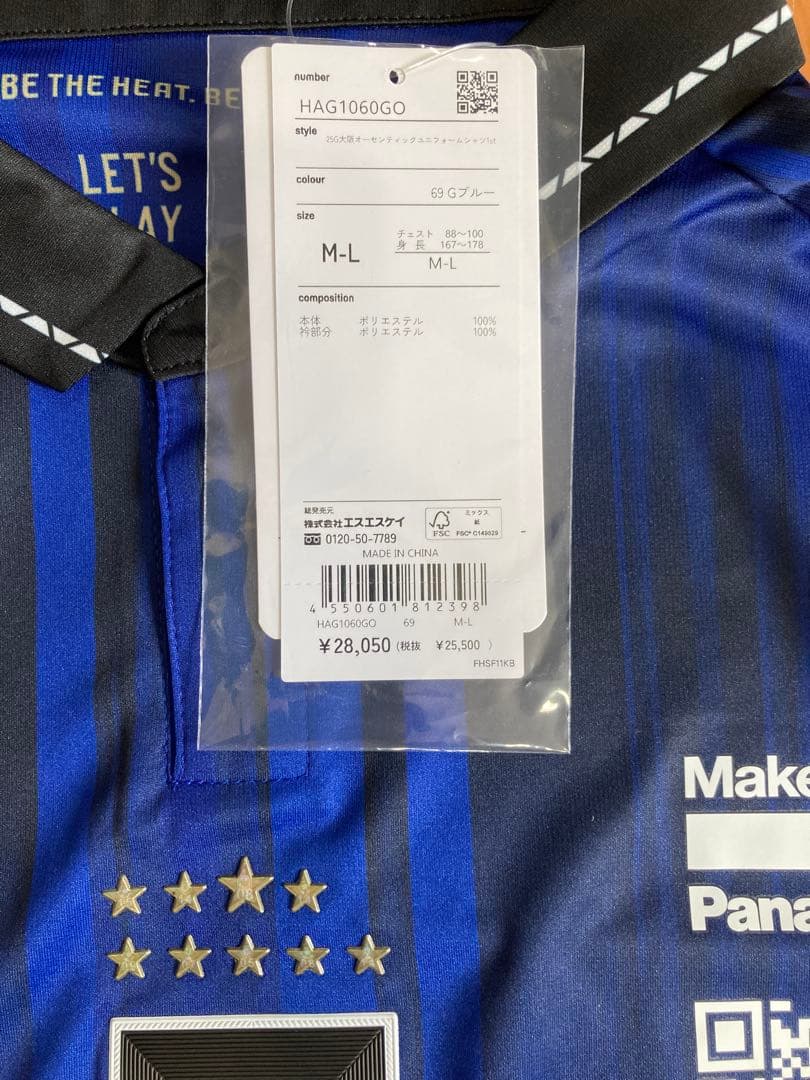 BE THE HEAT. BE
LET'S
LAY
number
HAG1060GO
style
25G大阪オーセンティックユニフォームシャツ1st
colour
69 Gブルー
size
M-L
チェスト 88〜100
身 長 167〜178
M-L
composition
本体 ポリエステル 100%
衿部分 ポリエステル 100%
総発売元
株式会社エスエスケイ
0120-50-7789
FSC
ミックス
紙
FSC® C149029
MADE IN CHINA
4 550601 812398
HAG1060GO 69 M-L
¥28,050 (税抜 ¥25,500 )
FHSF11KB
Make
Pana